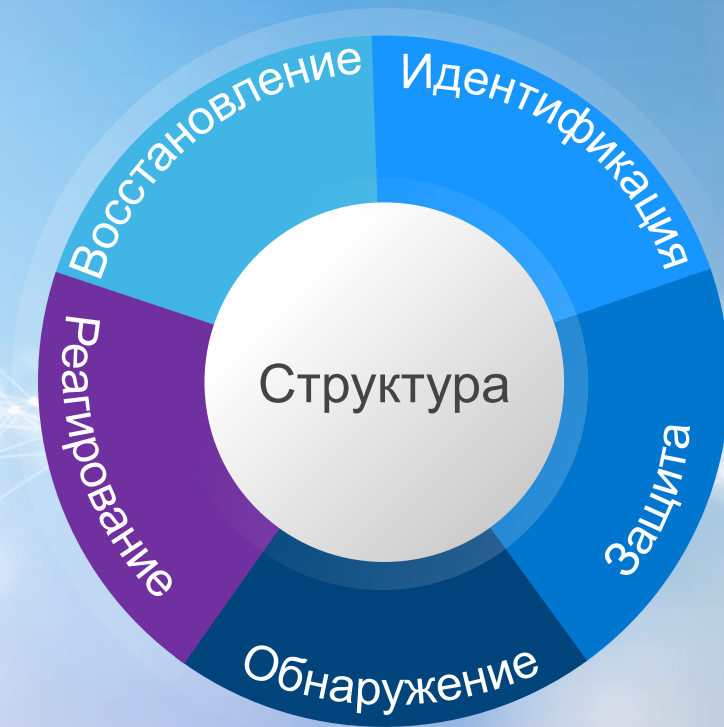 Идентификация
Защита
Обнаружение
Реагирование
Восстановление
Структура